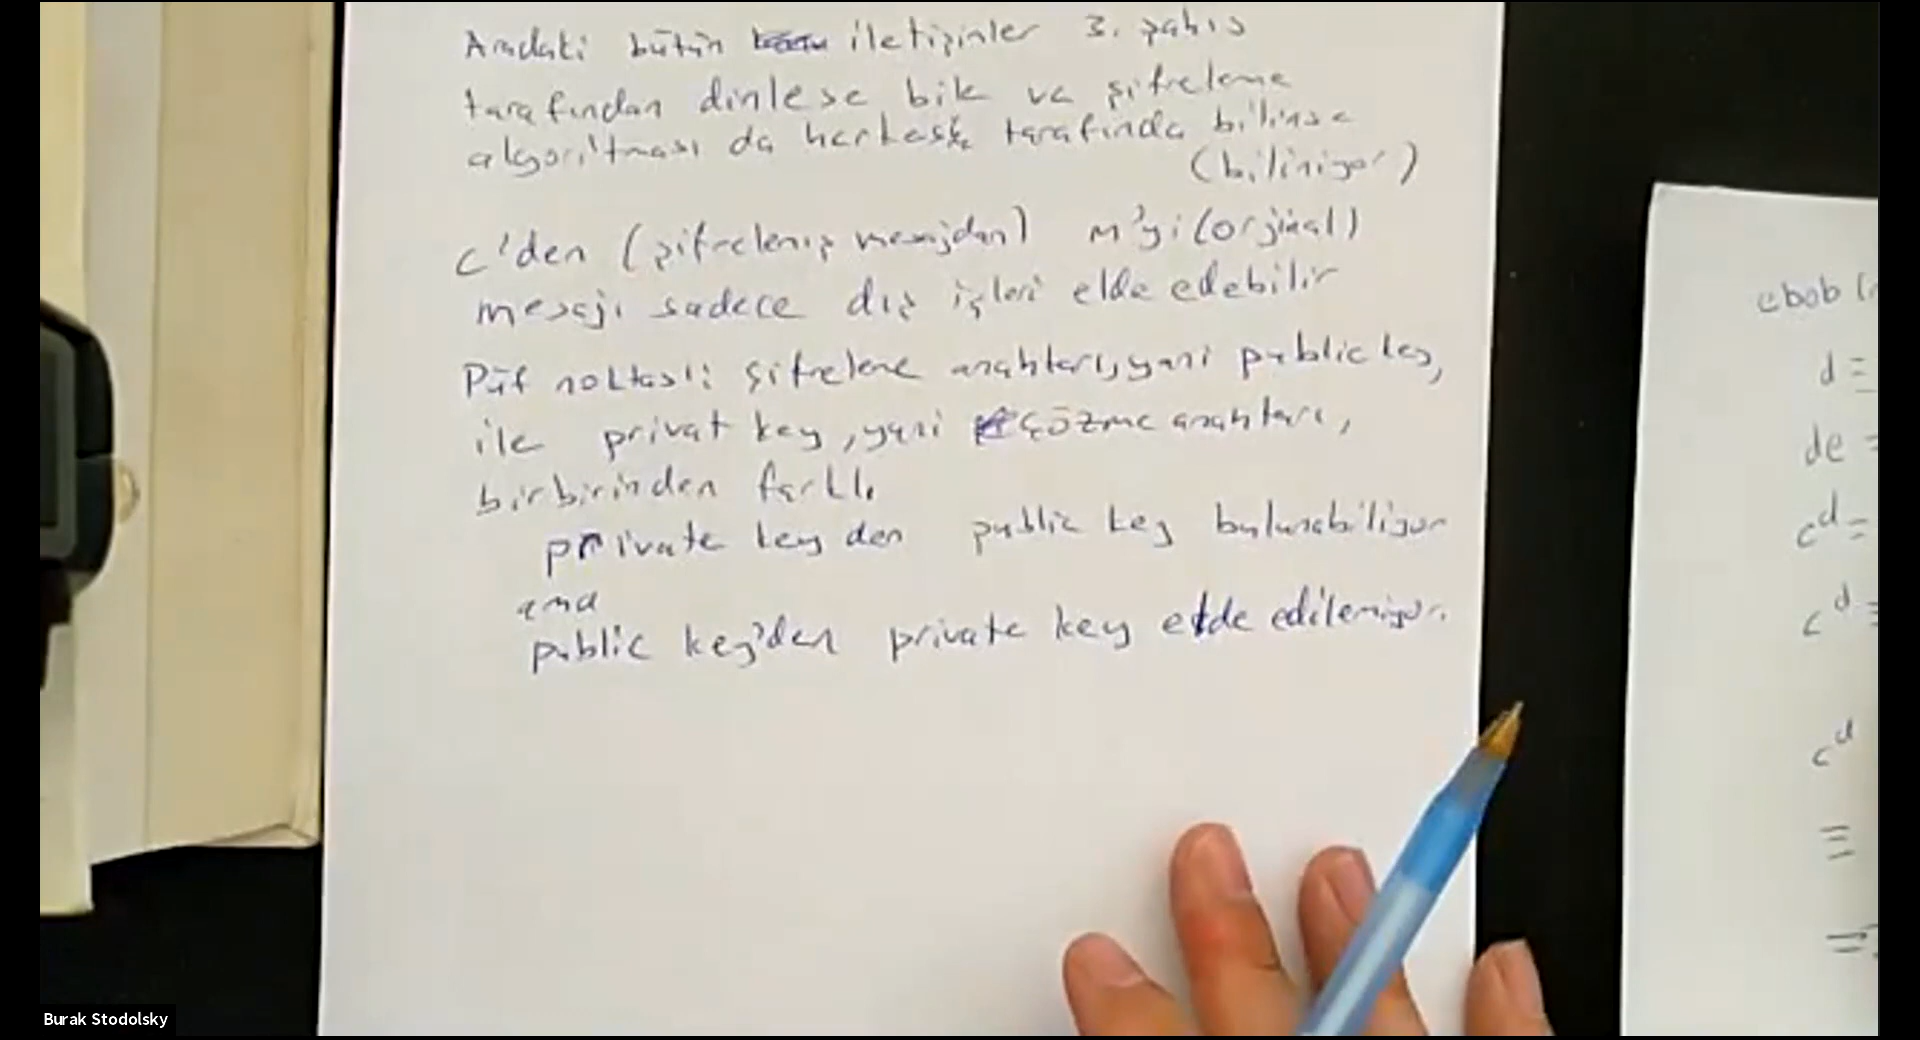 Aradaki bütün iletişimler 3. şahıs
tarafından dinlese bile ve şifreleme
algoritması da herkes tarafında bilinse
(biliniyor)
c'den (şifrelenmiş mesajdan) m'yi (orjinal)
mesajı sadece dış işleri elde edebilir
Püf noktası: şifreleme anahtarı, yani public key,
ile privat key, yani çözme anahtarı,
birbirinden farklı
private key den public key bulunabiliyor
ama
public key'den private key elde edilemiyor.
ebob (
d =
de =
c^d =
c^d =
c^d
≡
≡
Burak Stodolsky